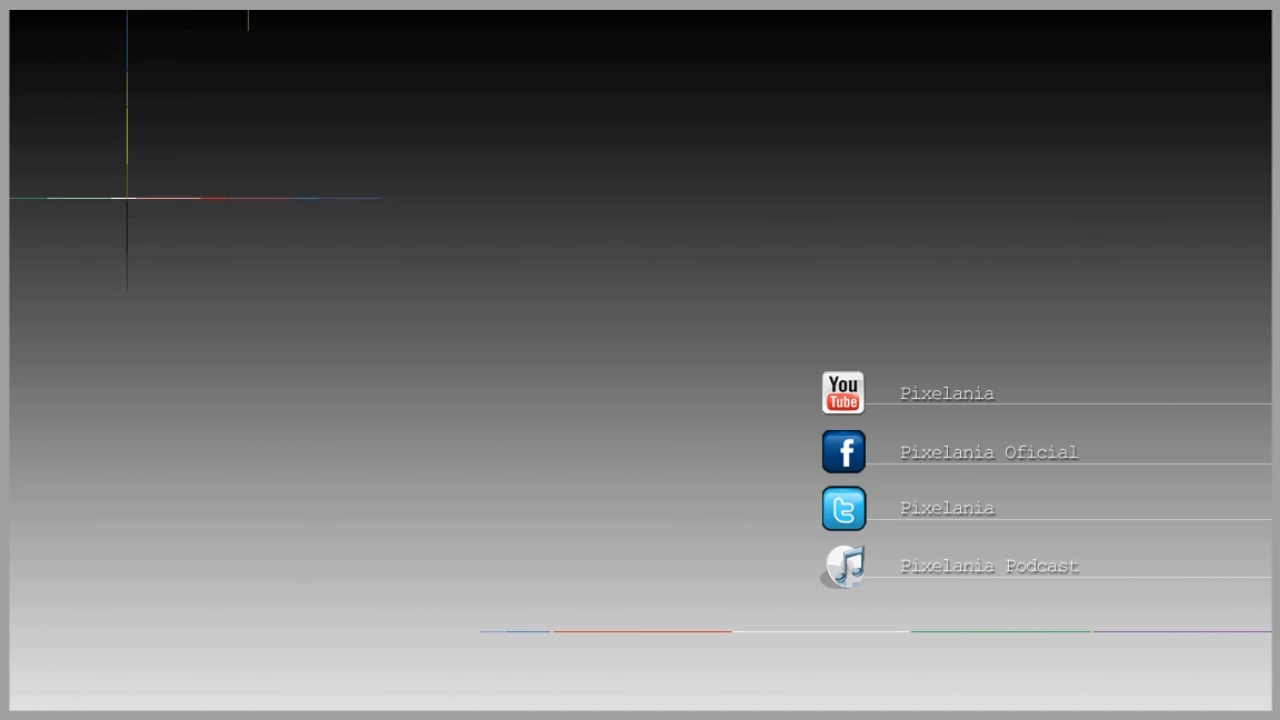 You
Tube
Pixelania
f
Pixelania Oficial
t
Pixelania
Pixelania Podcast